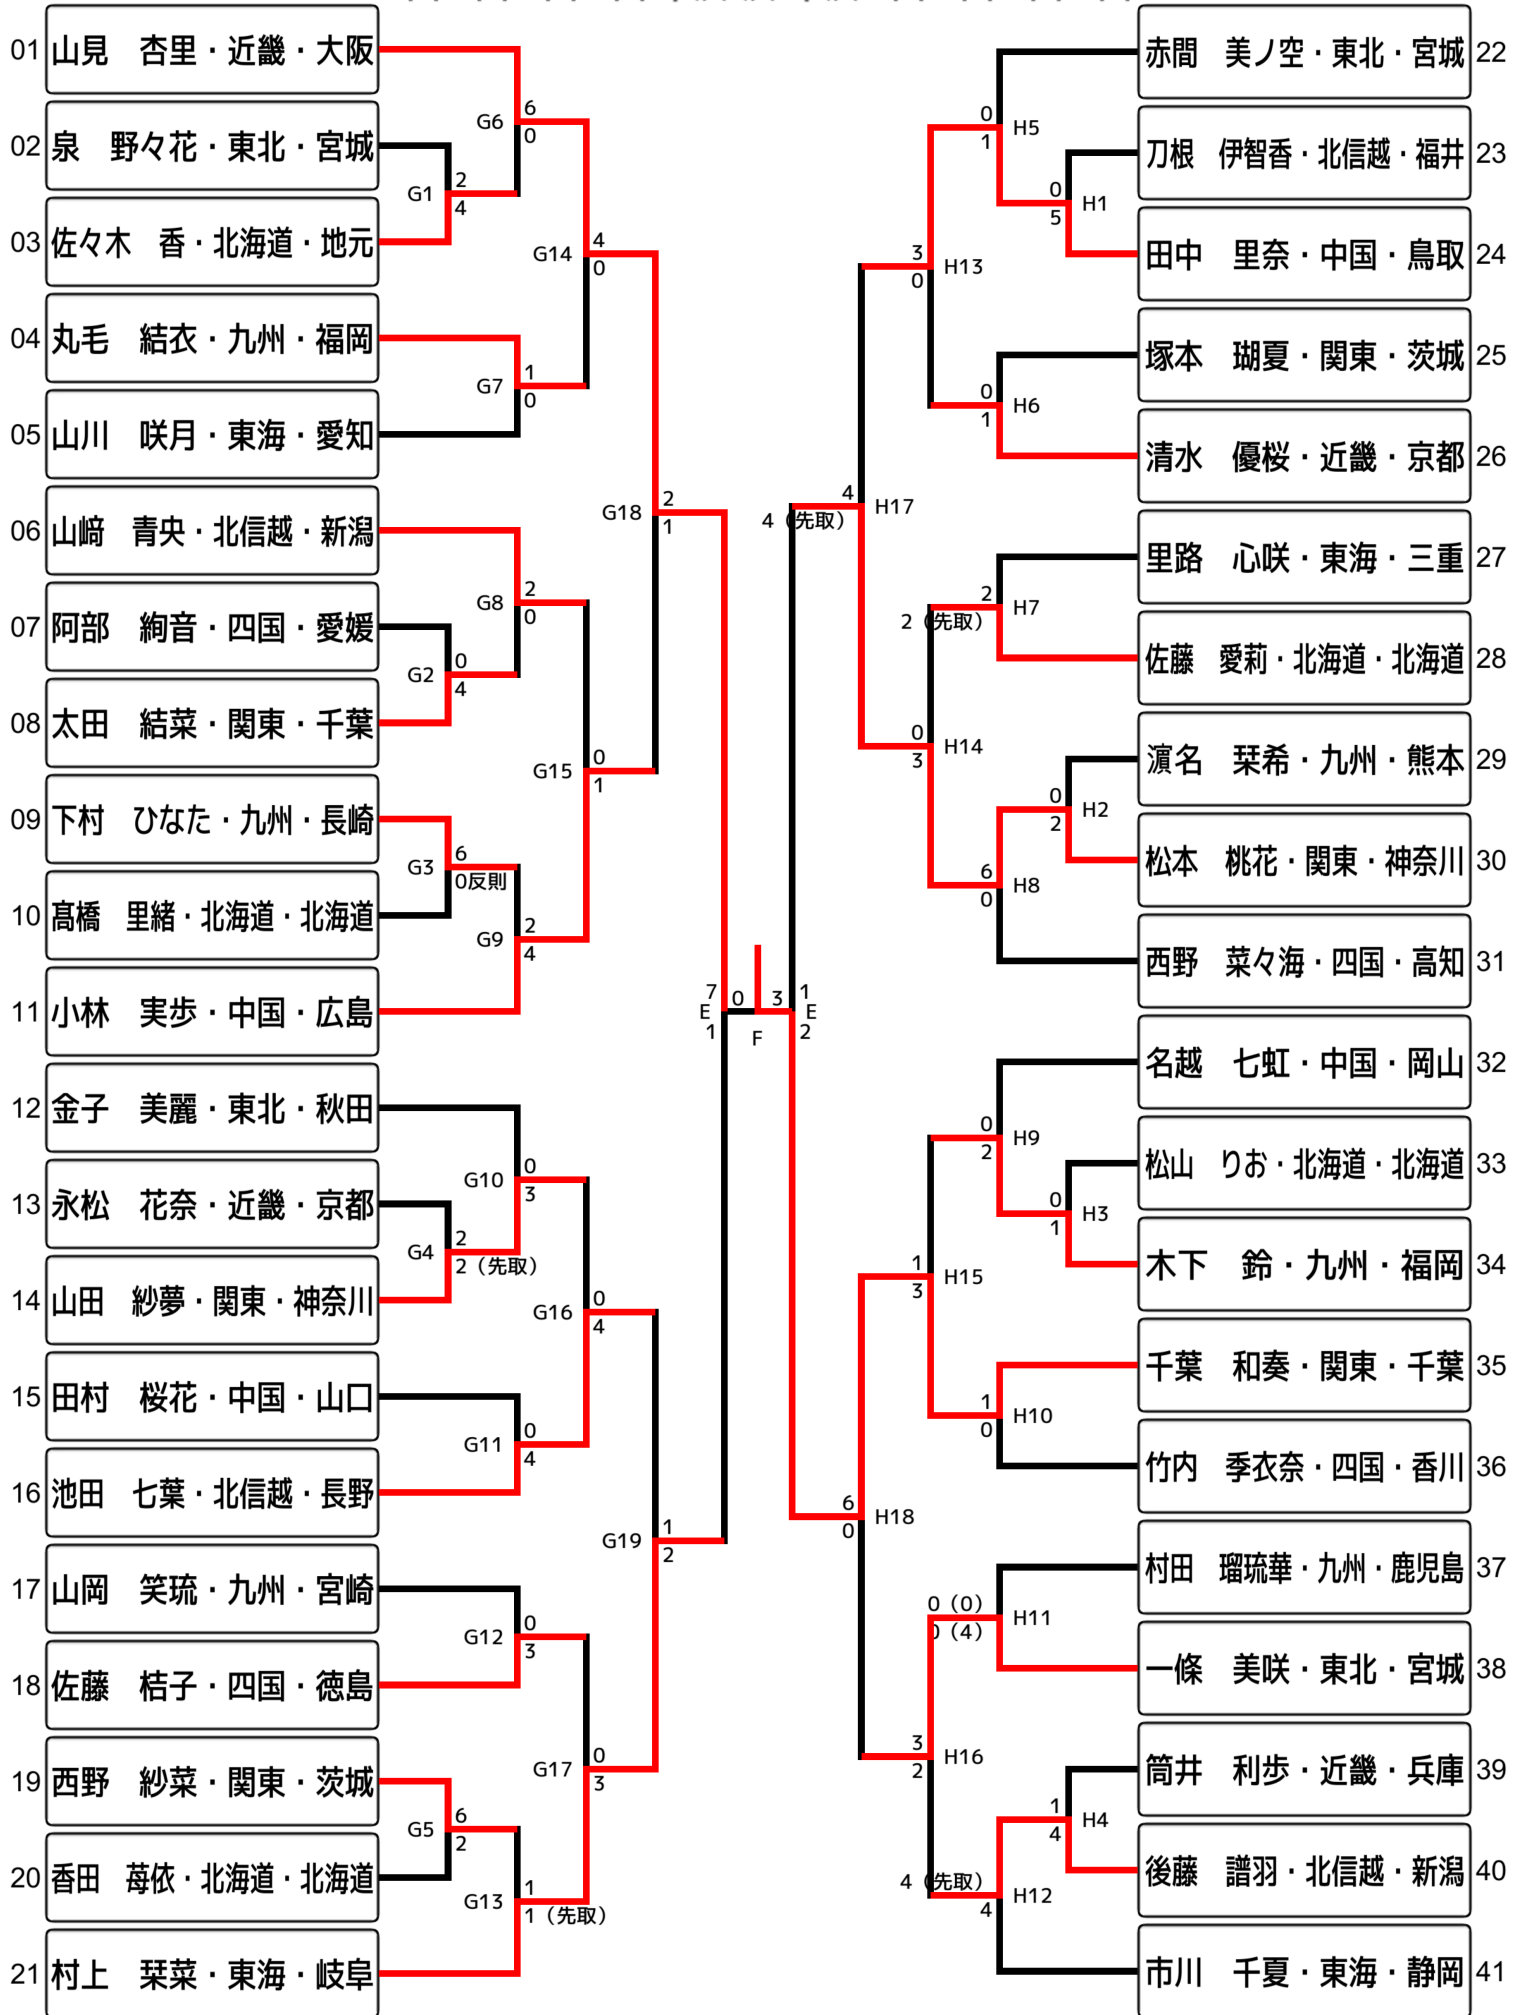 01 山見　杏里・近畿・大阪
02 泉　野々花・東北・宮城
03 佐々木　香・北海道・地元
04 丸毛　結衣・九州・福岡
05 山川　咲月・東海・愛知
06 山﨑　青央・北信越・新潟
07 阿部　絢音・四国・愛媛
08 太田　結菜・関東・千葉
09 下村　ひなた・九州・長崎
10 髙橋　里緒・北海道・北海道
11 小林　実歩・中国・広島
12 金子　美麗・東北・秋田
13 永松　花奈・近畿・京都
14 山田　紗夢・関東・神奈川
15 田村　桜花・中国・山口
16 池田　七葉・北信越・長野
17 山岡　笑琉・九州・宮崎
18 佐藤　桔子・四国・徳島
19 西野　紗菜・関東・茨城
20 香田　苺依・北海道・北海道
21 村上　栞菜・東海・岐阜
G1 2 4
G2 0 4
G3 6 0反則
G4 2 2（先取）
G5 6 2
G6 6 0
G7 1 0
G8 2 0
G9 2 4
G10 0 3
G11 0 4
G12 0 3
G13 1 1（先取）
G14 4 0
G15 0 1
G16 0 4
G17 0 3
G18 2 1
G19 1 2
7 E 1
0 F 3
1 E 2
4 4（先取） H17
6 0 H18
3 0 H13
0 3 H14
1 3 H15
3 2 H16
0 1 H5
0 1 H6
2 2（先取） H7
6 0 H8
0 2 H9
1 0 H10
0（0） 0（4） H11
4（先取） 4 H12
0 5 H1
0 2 H2
0 1 H3
1 4 H4
赤間　美ノ空・東北・宮城 22
刀根　伊智香・北信越・福井 23
田中　里奈・中国・鳥取 24
塚本　瑚夏・関東・茨城 25
清水　優桜・近畿・京都 26
里路　心咲・東海・三重 27
佐藤　愛莉・北海道・北海道 28
濵名　栞希・九州・熊本 29
松本　桃花・関東・神奈川 30
西野　菜々海・四国・高知 31
名越　七虹・中国・岡山 32
松山　りお・北海道・北海道 33
木下　鈴・九州・福岡 34
千葉　和奏・関東・千葉 35
竹内　季衣奈・四国・香川 36
村田　瑠琉華・九州・鹿児島 37
一條　美咲・東北・宮城 38
筒井　利歩・近畿・兵庫 39
後藤　譜羽・北信越・新潟 40
市川　千夏・東海・静岡 41